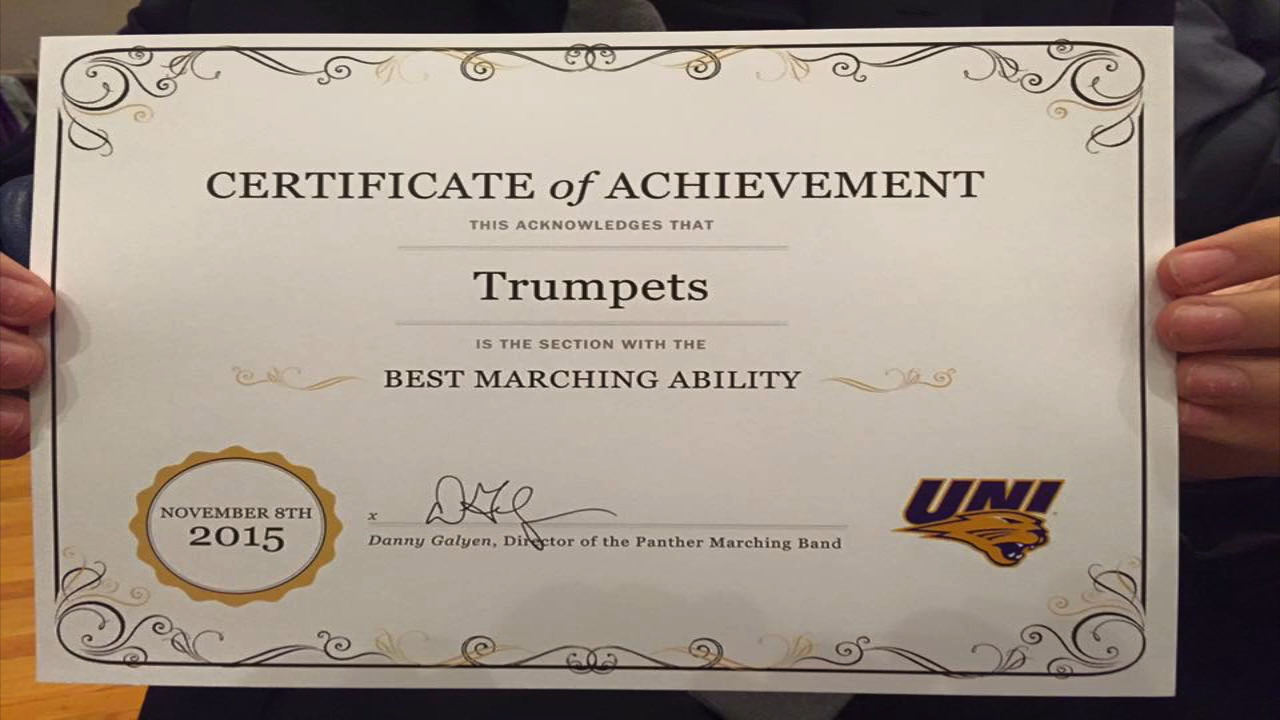 CERTIFICATE of ACHIEVEMENT
THIS ACKNOWLEDGES THAT
Trumpets
IS THE SECTION WITH THE
BEST MARCHING ABILITY
NOVEMBER 8TH
2015
x
Danny Galyen, Director of the Panther Marching Band
UNI